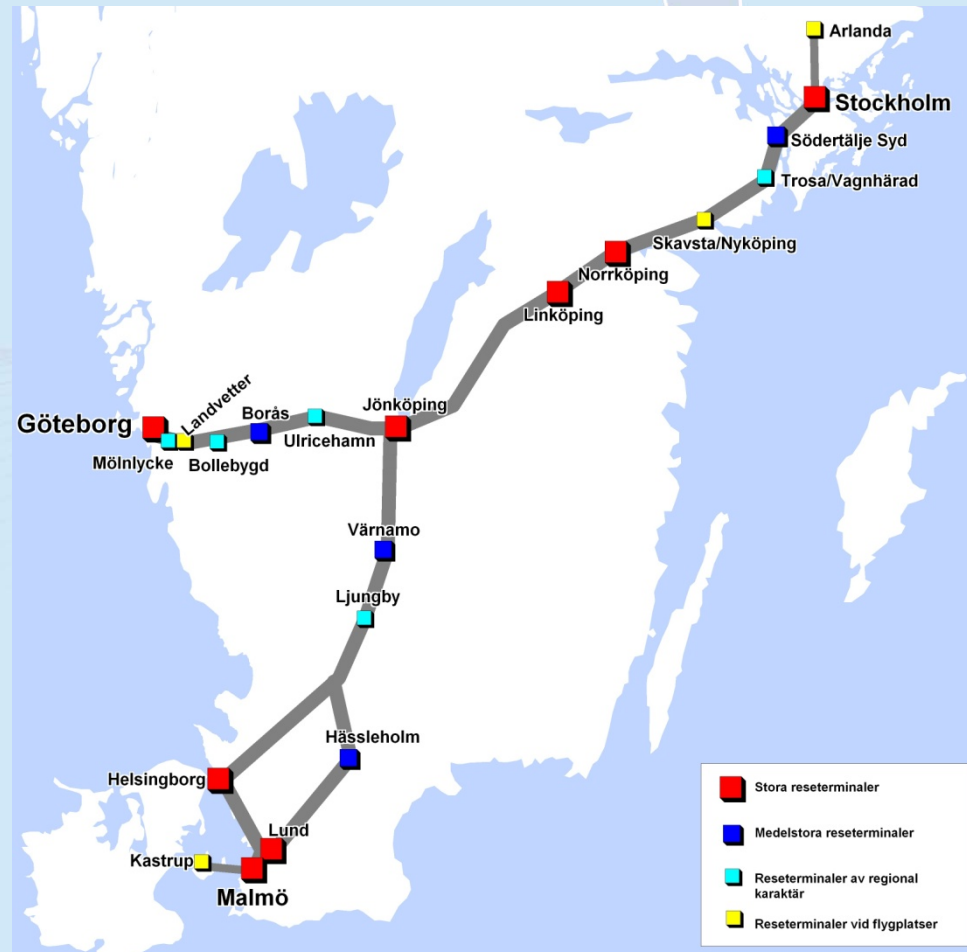 Arlanda
Stockholm
Södertälje Syd
Trosa/Vagnhärad
Skavsta/Nyköping
Norrköping
Linköping
Jönköping
Landvetter
Borås
Göteborg
Ulricehamn
Mölnlycke
Bollebygd
Värnamo
Ljungby
Hässleholm
Helsingborg
Lund
Kastrup
Malmö
Stora reseterminaler
Medelstora reseterminaler
Reseterminaler av regional
karaktär
Reseterminaler vid flygplatser